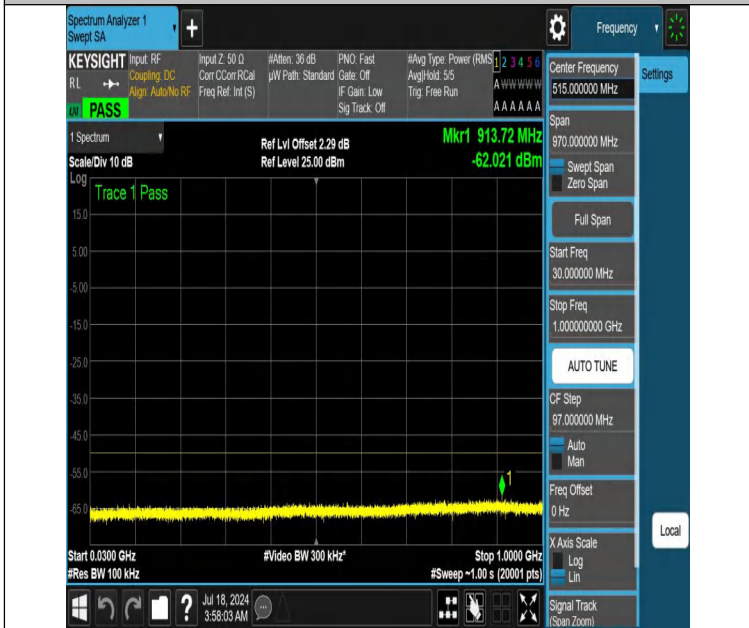 Spectrum Analyzer 1
Swept SA
+
Frequency
KEYSIGHT
RL
PASS
Input: RF
Coupling: DC
Align: Auto/No RF
Input Z: 50 Ω
Corr CCorr RCal
Freq Ref: Int (S)
#Atten: 36 dB
µW Path: Standard
PNO: Fast
Gate: Off
IF Gain: Low
Sig Track: Off
#Avg Type: Power (RMS
Avg|Hold: 5/5
Trig: Free Run
1 2 3 4 5 6
A W W W W W
A A A A A A
1 Spectrum
Scale/Div 10 dB
Ref Lvl Offset 2.29 dB
Ref Level 25.00 dBm
Mkr1 913.72 MHz
-62.021 dBm
Log
Trace 1 Pass
15.0
5.00
-5.00
-15.0
-25.0
-35.0
-45.0
-55.0
-65.0
1
Start 0.0300 GHz
#Res BW 100 kHz
#Video BW 300 kHz*
Stop 1.0000 GHz
#Sweep ~1.00 s (20001 pts)
?
Jul 18, 2024
3:58:03 AM
Center Frequency
515.000000 MHz
Span
970.000000 MHz
Swept Span
Zero Span
Full Span
Start Freq
30.000000 MHz
Stop Freq
1.000000000 GHz
AUTO TUNE
CF Step
97.000000 MHz
Auto
Man
Freq Offset
0 Hz
X Axis Scale
Log
Lin
Signal Track
(Span Zoom)
Settings
Local